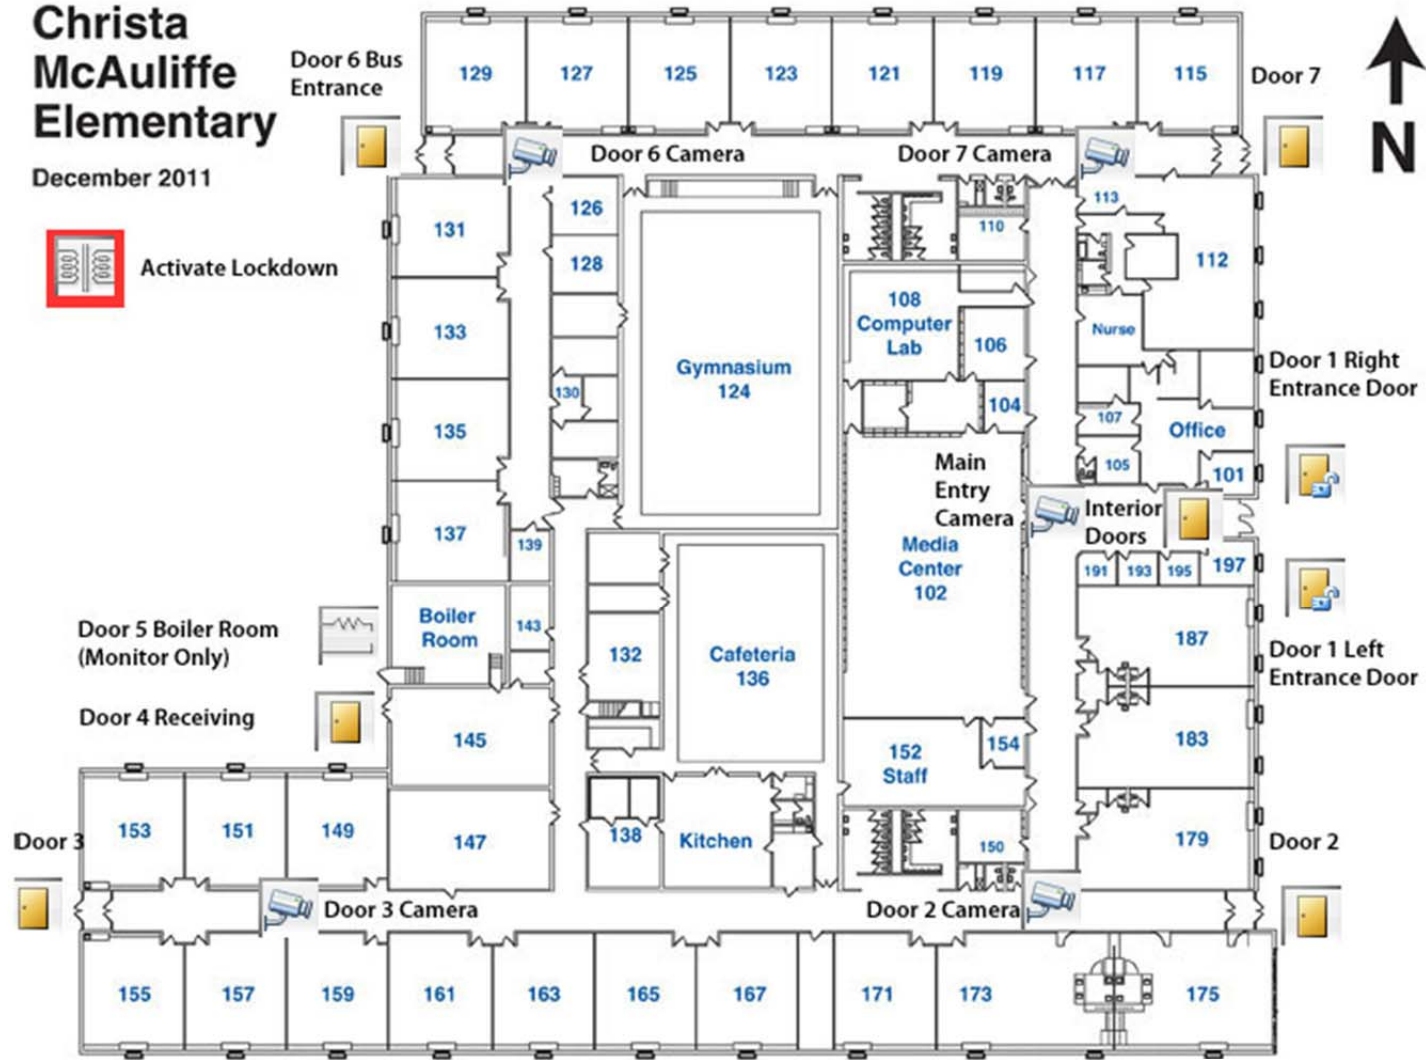 Christa
McAuliffe
Elementary
December 2011
Activate Lockdown
Door 6 Bus
Entrance
129
127
125
123
121
119
117
115
Door 7
N
Door 6 Camera
Door 7 Camera
131
126
128
133
130
135
137
139
Gymnasium
124
113
110
112
108
Computer
Lab
106
Nurse
104
107
Office
105
101
Door 1 Right
Entrance Door
Main
Entry
Camera
Interior
Doors
Media
Center
102
191
193
195
197
Boiler
Room
143
Door 5 Boiler Room
(Monitor Only)
132
Cafeteria
136
187
Door 1 Left
Entrance Door
Door 4 Receiving
145
152
Staff
154
183
153
151
149
147
138
Kitchen
150
179
Door 3
Door 2
Door 3 Camera
Door 2 Camera
155
157
159
161
163
165
167
171
173
175